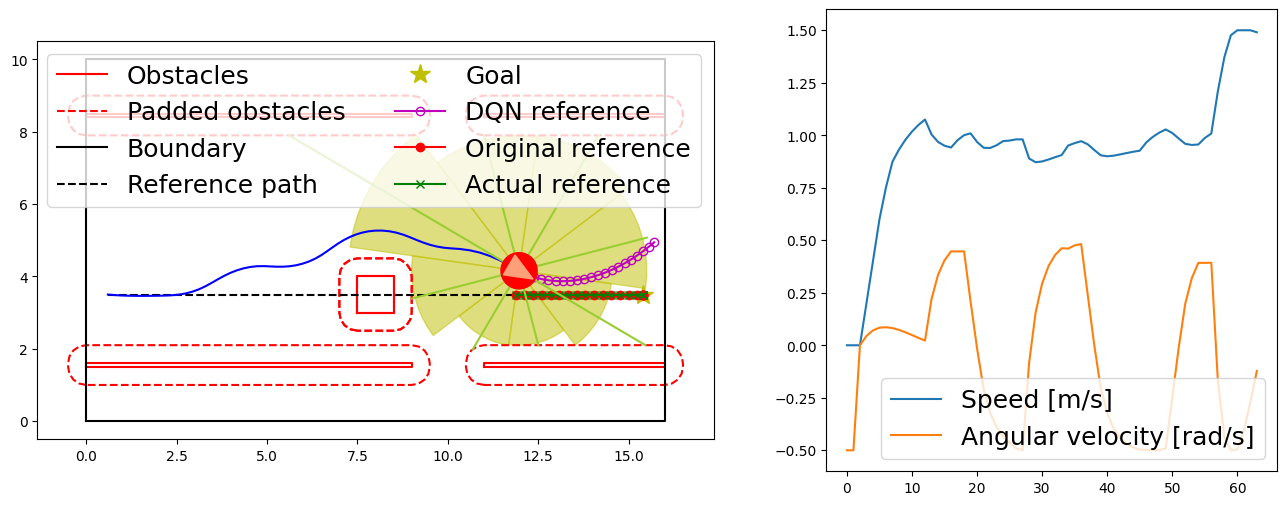 10
8
6
4
2
0
0.0 2.5 5.0 7.5 10.0 12.5 15.0
Obstacles
Padded obstacles
Boundary
Reference path
Goal
DQN reference
Original reference
Actual reference
1.50
1.25
1.00
0.75
0.50
0.25
0.00
−0.25
−0.50
0 10 20 30 40 50 60
Speed [m/s]
Angular velocity [rad/s]